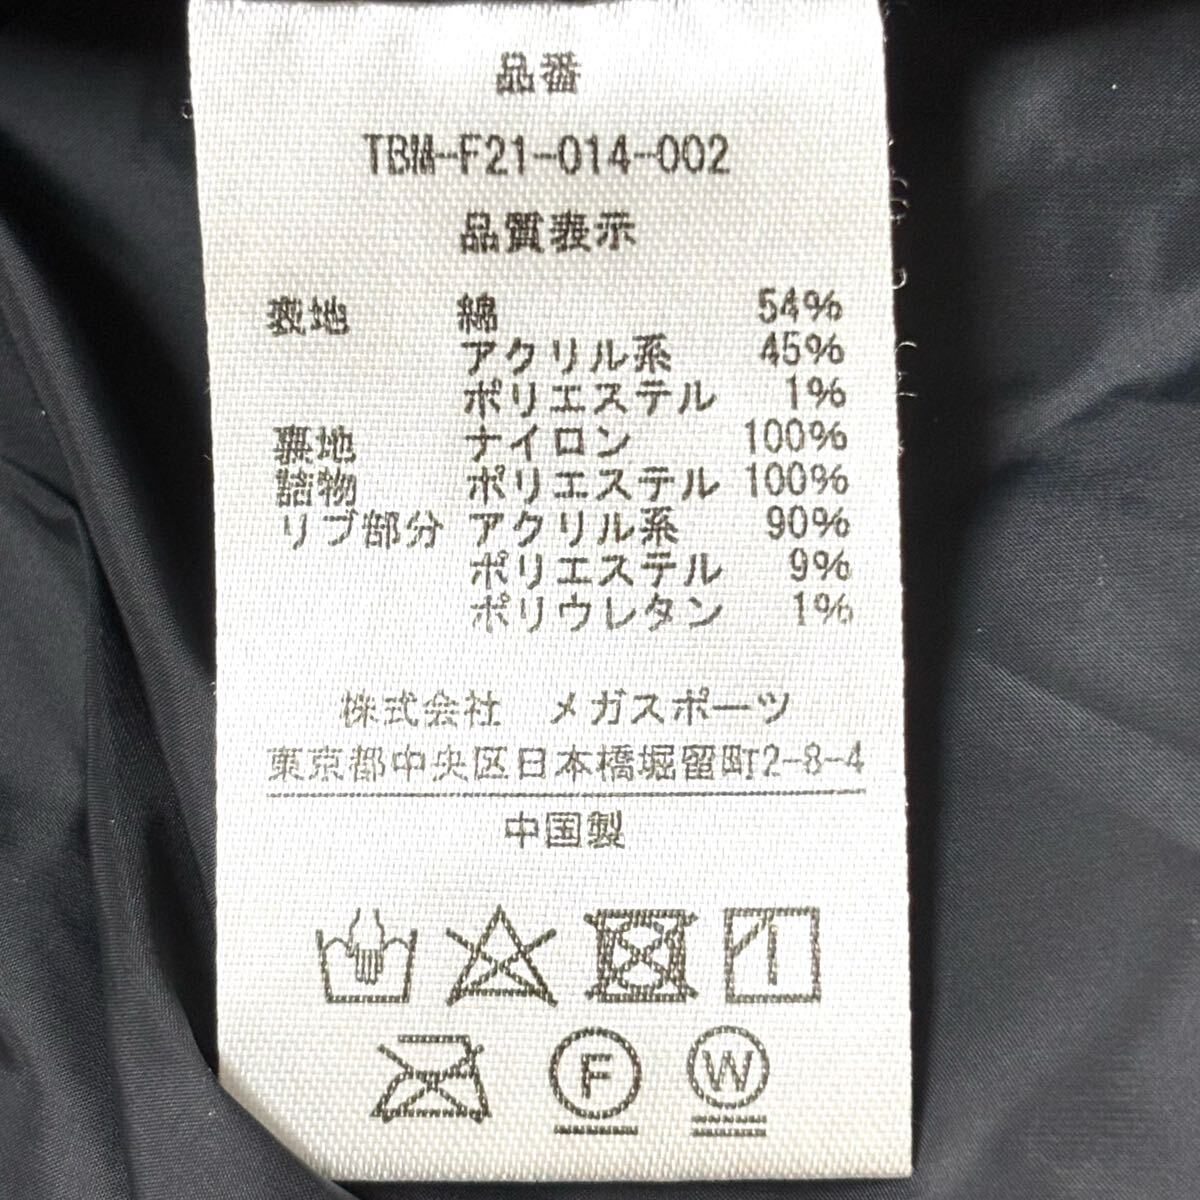 品番
TBM-F21-014-002
品質表示
表地 綿 54%
アクリル系 45%
ポリエステル 1%
裏地 ナイロン 100%
詰物 ポリエステル 100%
リブ部分 アクリル系 90%
ポリエステル 9%
ポリウレタン 1%
株式会社 メガスポーツ
東京都中央区日本橋堀留町2-8-4
中国製
F W